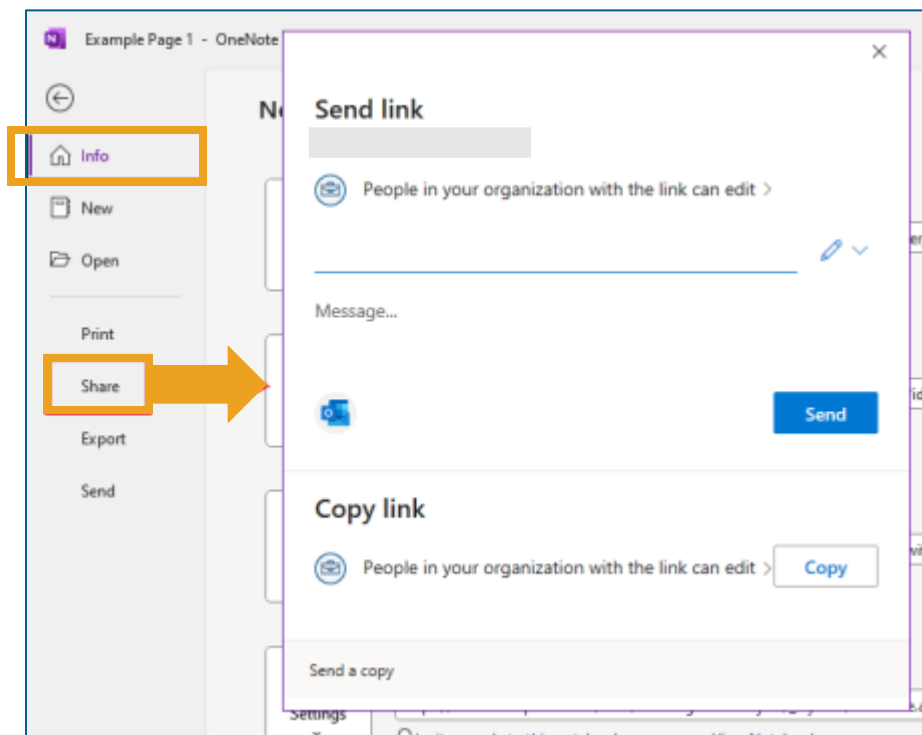 Example Page 1 - OneNote
Info
New
Open
Print
Share
Export
Send
Send link
People in your organization with the link can edit >
Message...
Send
Copy link
People in your organization with the link can edit >
Copy
Send a copy
Settings